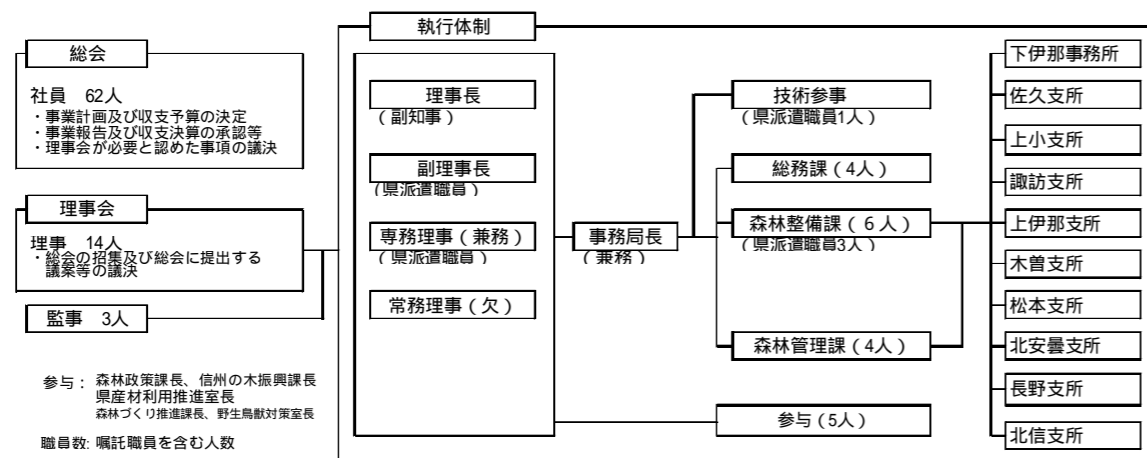 総会
社員 62人
・事業計画及び収支予算の決定
・事業報告及び収支決算の承認等
・理事会が必要と認めた事項の議決
理事会
理事 14人
・総会の招集及び総会に提出する
議案等の議決
監事 3人
参与： 森林政策課長、信州の木振興課長
県産材利用推進室長
森林づくり推進課長、野生鳥獣対策室長
職員数: 嘱託職員を含む人数
執行体制
理事長
(副知事)
副理事長
(県派遣職員)
専務理事(兼務)
(県派遣職員)
常務理事(欠)
事務局長
(兼務)
技術参事
(県派遣職員1人)
総務課(4人)
森林整備課(6人)
(県派遣職員3人)
森林管理課(4人)
参与(5人)
下伊那事務所
佐久支所
上小支所
諏訪支所
上伊那支所
木曽支所
松本支所
北安曇支所
長野支所
北信支所